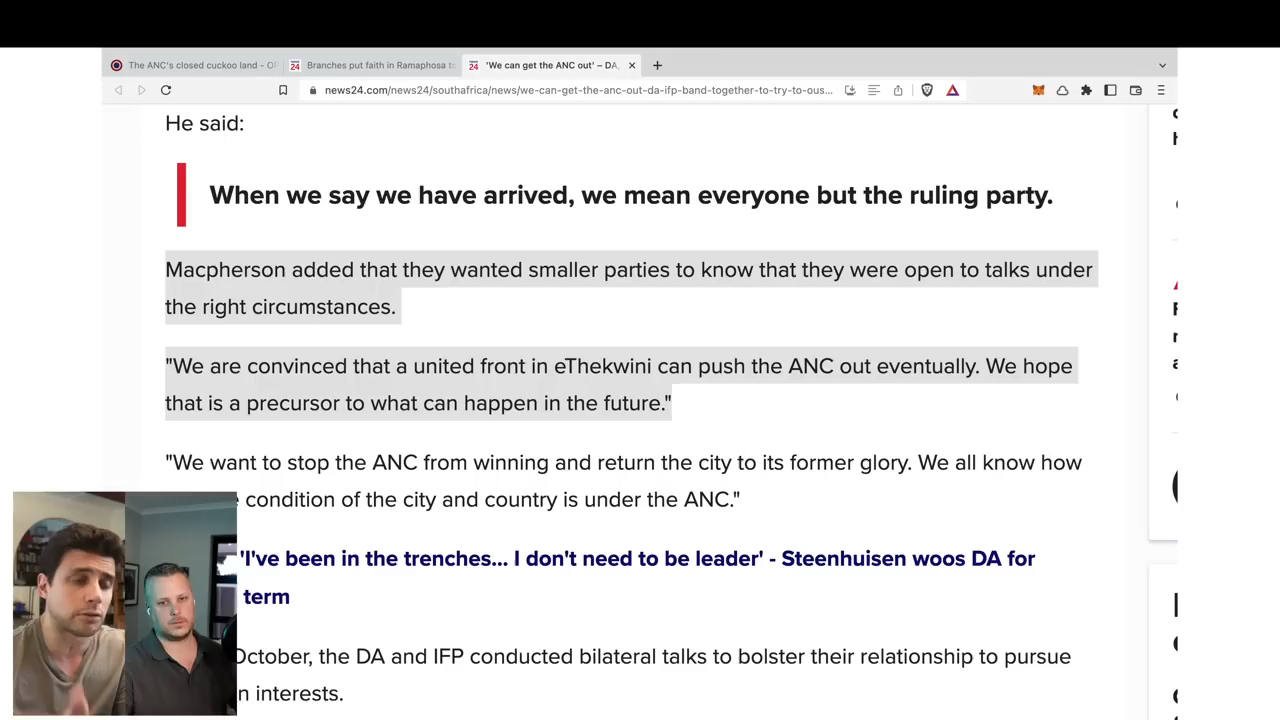 The ANC's closed cuckoo land - OP
24 Branches put faith in Ramaphosa to
24 'We can get the ANC out' – DA,
news24.com/news24/southafrica/news/we-can-get-the-anc-out-da-ifp-band-together-to-try-to-ous...
He said:
When we say we have arrived, we mean everyone but the ruling party.
Macpherson added that they wanted smaller parties to know that they were open to talks under
the right circumstances.
"We are convinced that a united front in eThekwini can push the ANC out eventually. We hope
that is a precursor to what can happen in the future."
"We want to stop the ANC from winning and return the city to its former glory. We all know how
condition of the city and country is under the ANC."
'I've been in the trenches... I don't need to be leader' - Steenhuisen woos DA for
term
October, the DA and IFP conducted bilateral talks to bolster their relationship to pursue
n interests.